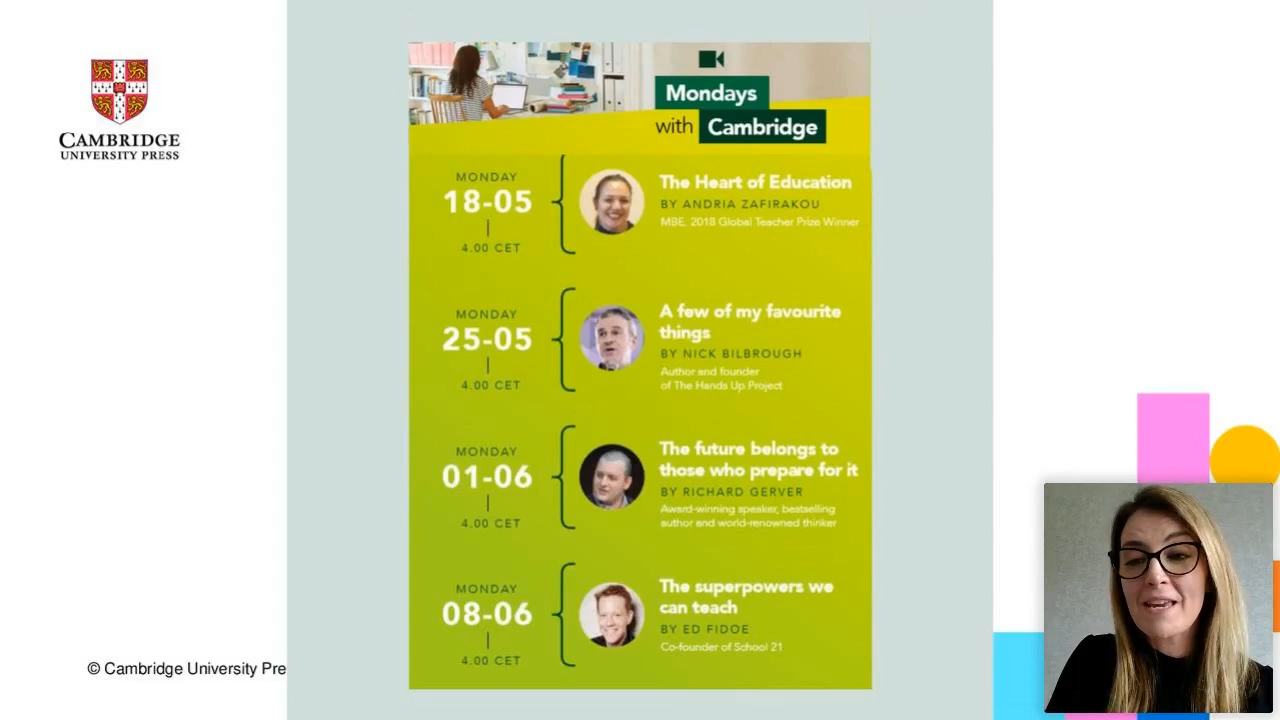 CAMBRIDGE
UNIVERSITY PRESS
Mondays
with Cambridge
MONDAY
18-05
4.00 CET
The Heart of Education
BY ANDRIA ZAFIRAKOU
MBE, 2018 Global Teacher Prize Winner
MONDAY
25-05
4.00 CET
A few of my favourite
things
BY NICK BILBROUGH
Author and founder
of The Hands Up Project
MONDAY
01-06
4.00 CET
The future belongs to
those who prepare for it
BY RICHARD GERVER
Award-winning speaker, bestselling
author and world-renowned thinker
MONDAY
08-06
4.00 CET
The superpowers we
can teach
BY ED FIDOE
Co-founder of School 21
© Cambridge University Pre